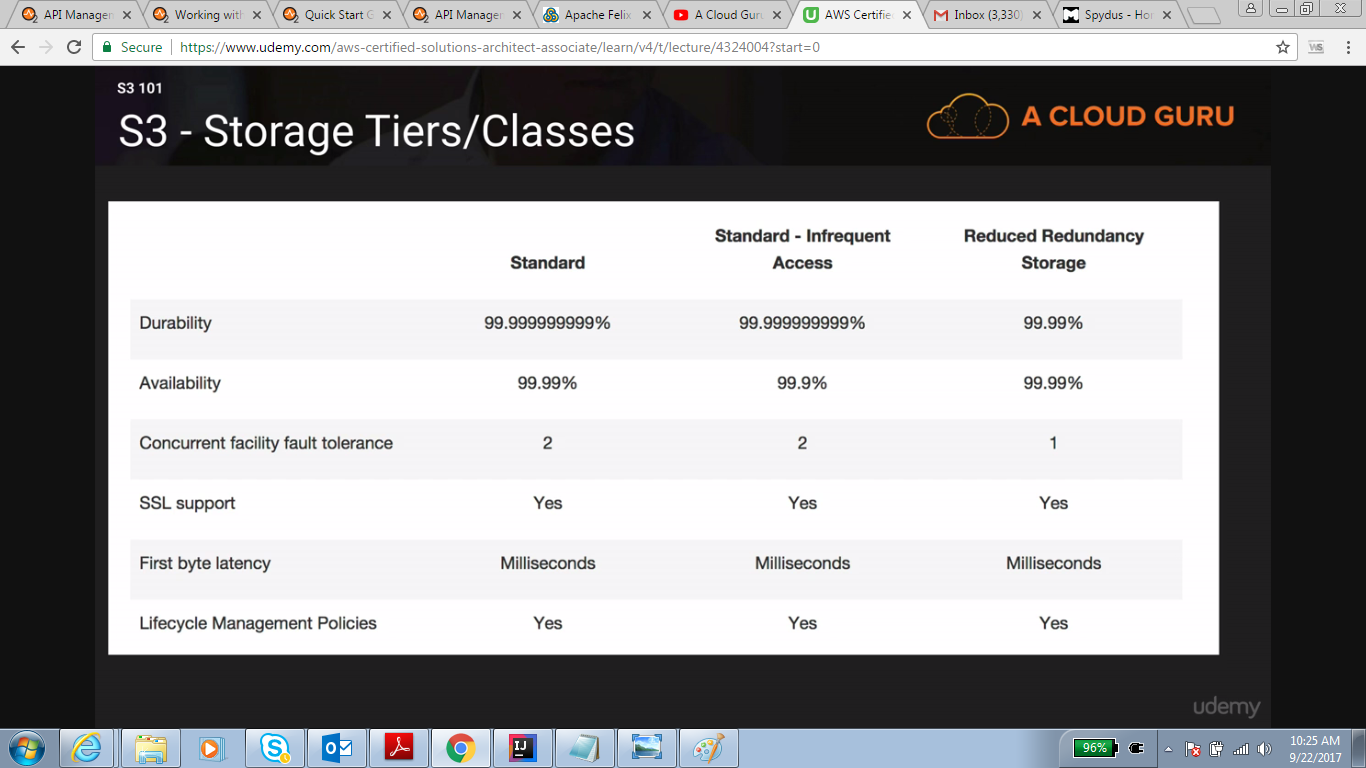 API Manager
Working with
Quick Start G
API Manager
Apache Felix
A Cloud Guru
AWS Certifie
Inbox (3,330)
Spydus - Hom
Secure
https://www.udemy.com/aws-certified-solutions-architect-associate/learn/v4/t/lecture/4324004?start=0
S3 101
S3 - Storage Tiers/Classes
A CLOUD GURU
Standard
Standard - Infrequent
Access
Reduced Redundancy
Storage
Durability 99.999999999% 99.999999999% 99.99%
Availability 99.99% 99.9% 99.99%
Concurrent facility fault tolerance 2 2 1
SSL support Yes Yes Yes
First byte latency Milliseconds Milliseconds Milliseconds
Lifecycle Management Policies Yes Yes Yes
udemy
96%
10:25 AM
9/22/2017